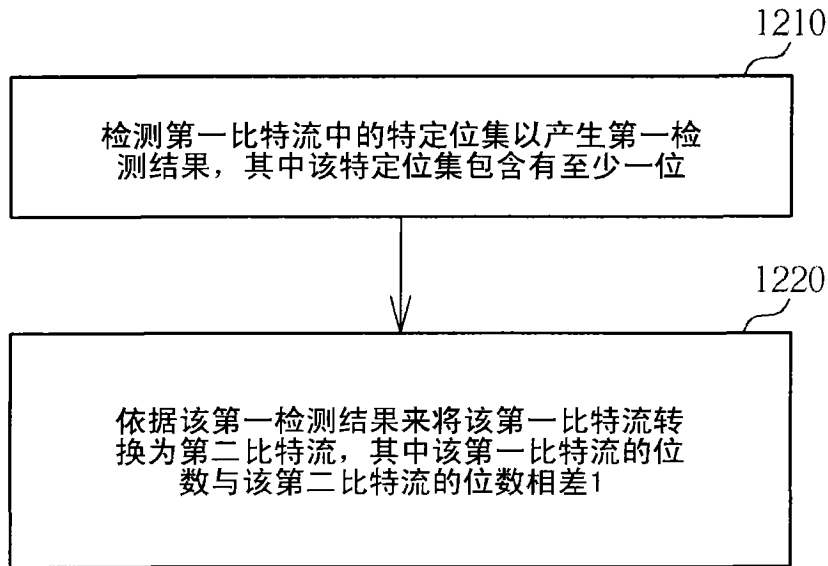 1210
检测第一比特流中的特定位集以产生第一检
测结果，其中该特定位集包含有至少一位
1220
依据该第一检测结果来将该第一比特流转
换为第二比特流，其中该第一比特流的位
数与该第二比特流的位数相差1